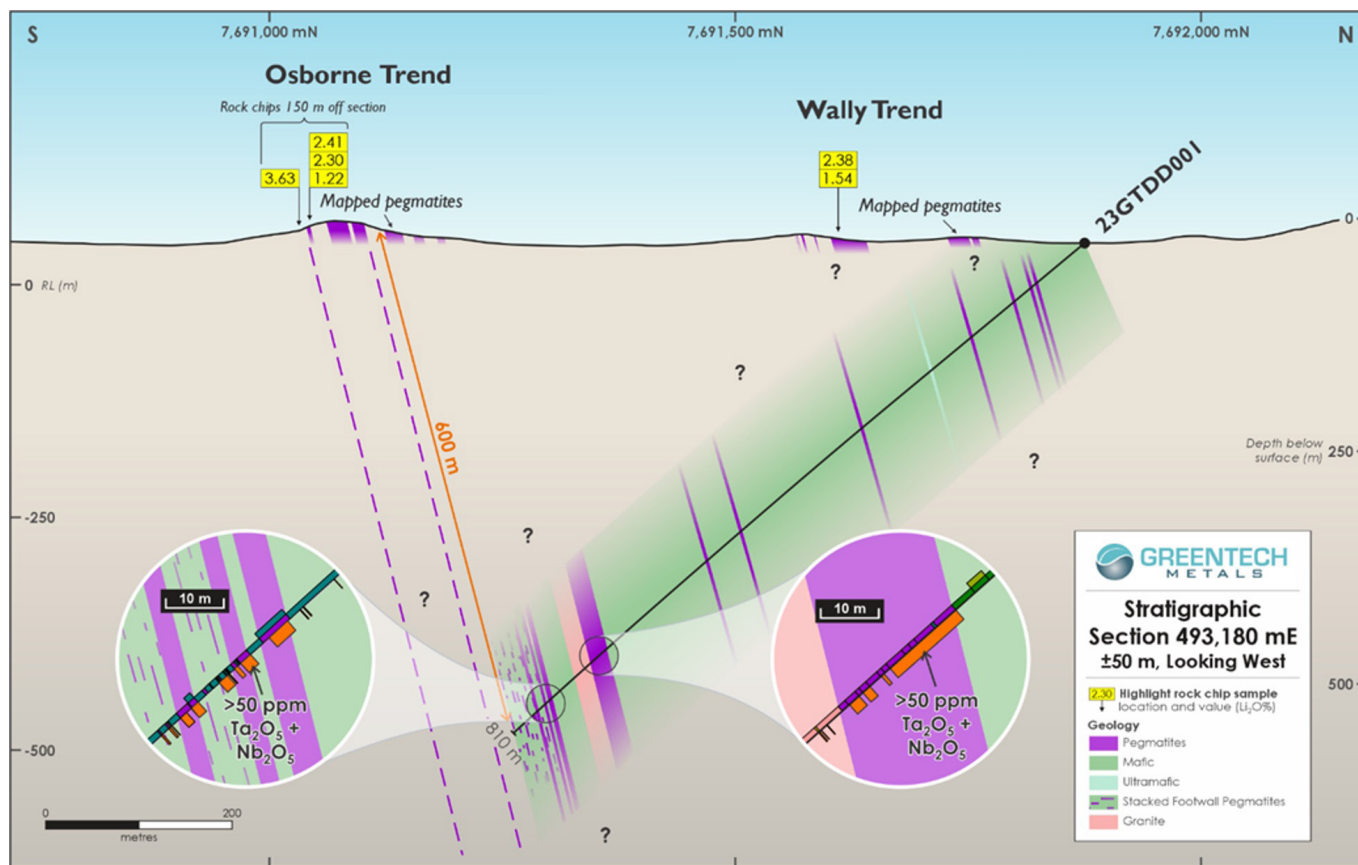 S
7,691,000 mN
7,691,500 mN
7,692,000 mN
N
Osborne Trend
Rock chips 150 m off section
2.41
2.30
1.22
3.63
Mapped pegmatites
Wally Trend
2.38
1.54
Mapped pegmatites
23GTDD001
0
0 RL (m)
?
?
?
?
600 m
Depth below
surface (m)
250
-250
?
?
10 m
>50 ppm
Ta₂O₅ +
Nb₂O₅
10 m
>50 ppm
Ta₂O₅ +
Nb₂O₅
500
-500
810 m
?
0
200
metres
GREENTECH
METALS
Stratigraphic
Section 493,180 mE
±50 m, Looking West
2.30 Highlight rock chip sample
location and value (Li₂O%)
Geology
Pegmatites
Mafic
Ultramafic
Stacked Footwall Pegmatites
Granite